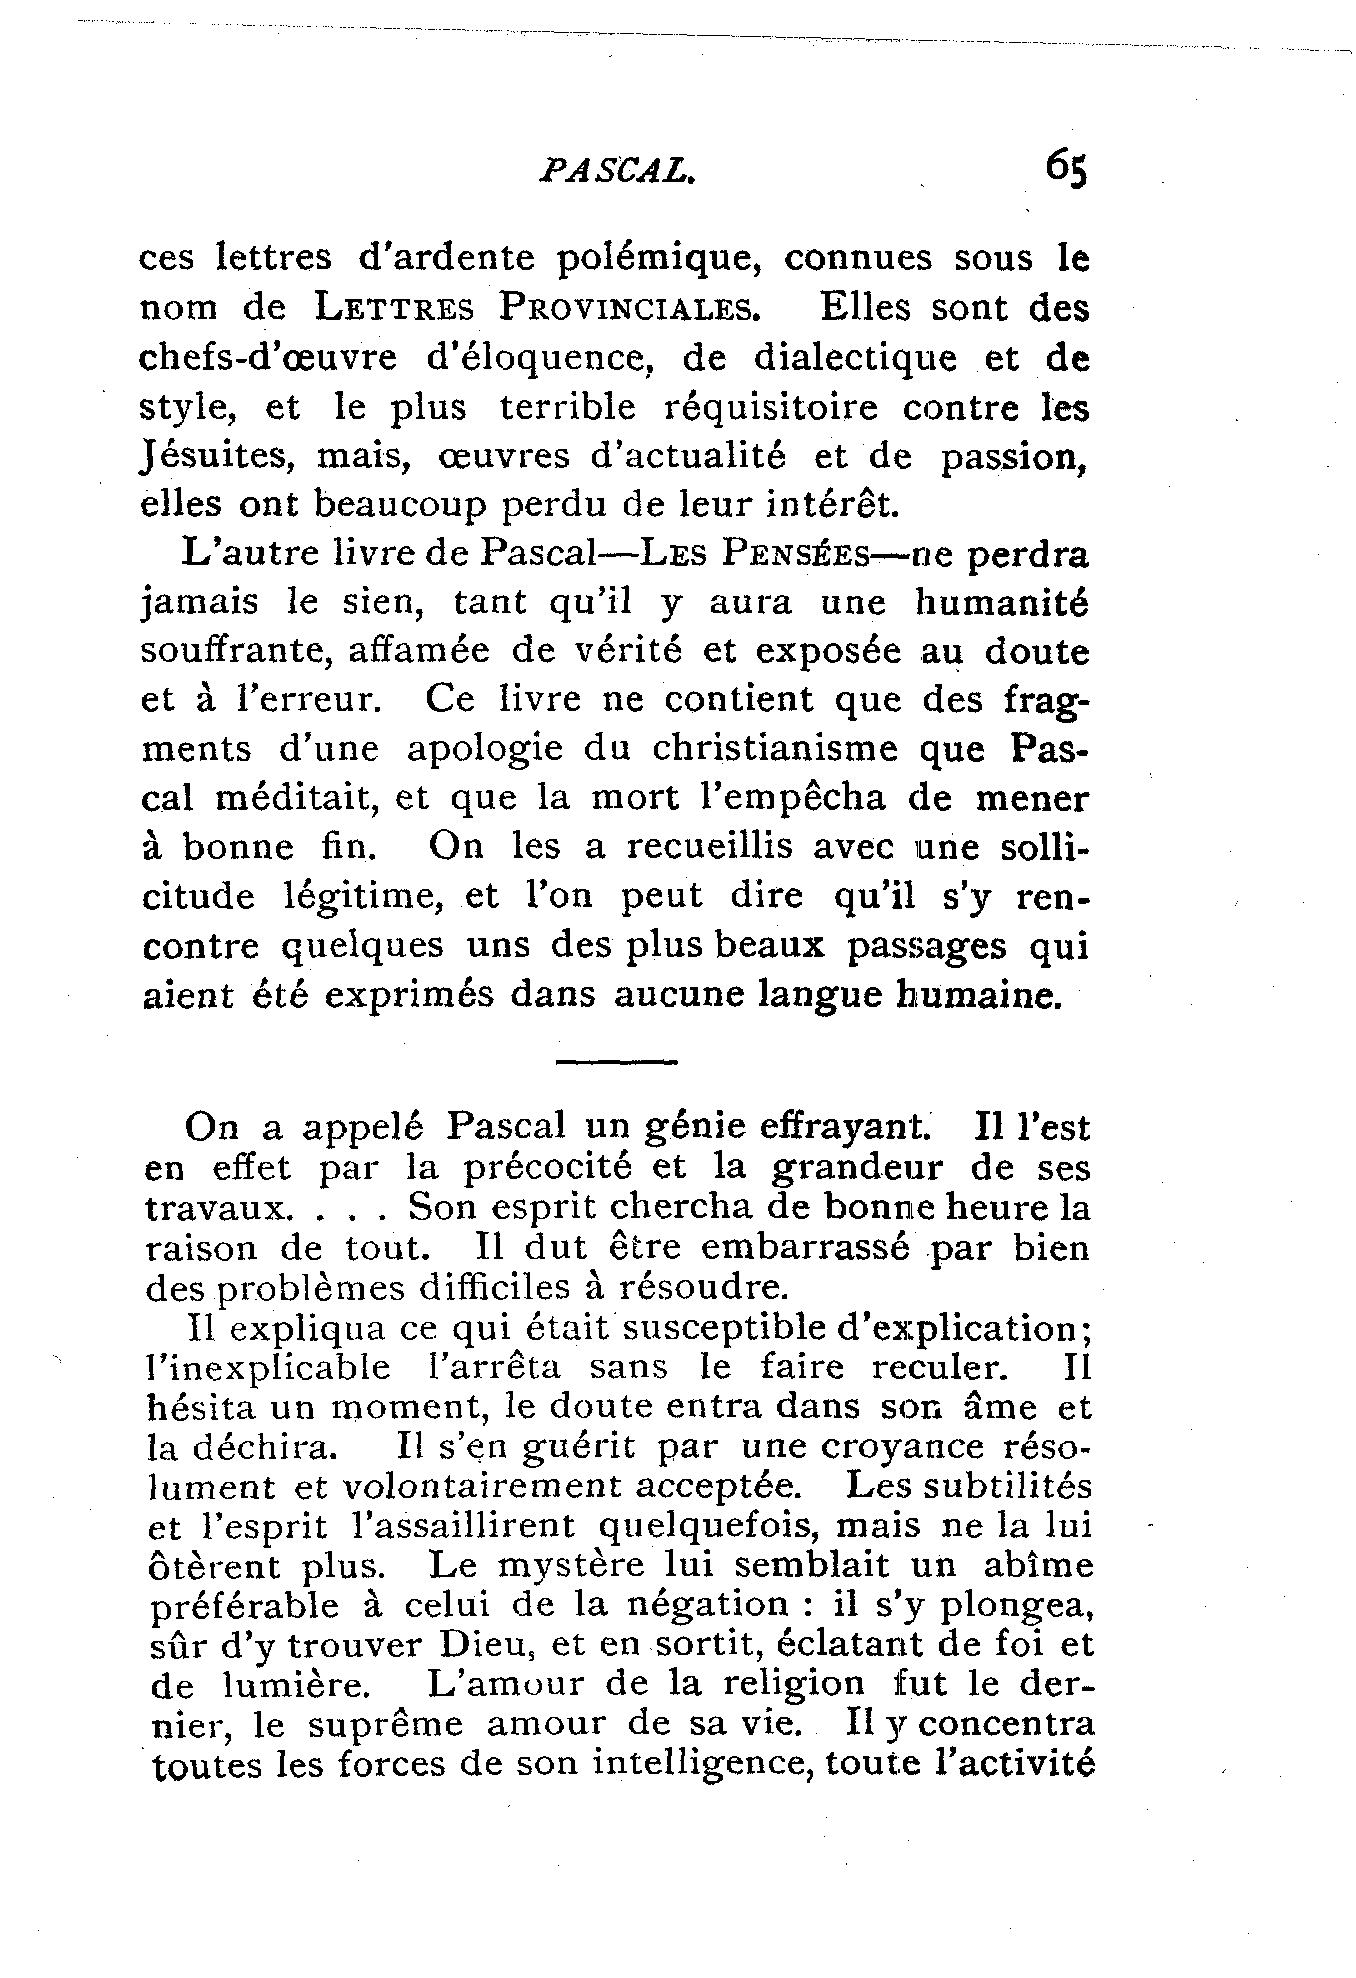 PASCAL. 65
ces lettres d'ardente polémique, connues sous le
nom de LETTRES PROVINCIALES. Elles sont des
chefs-d'œuvre d'éloquence, de dialectique et de
style, et le plus terrible réquisitoire contre les
Jésuites, mais, œuvres d'actualité et de passion,
elles ont beaucoup perdu de leur intérêt.
L'autre livre de Pascal—LES PENSÉES—ne perdra
jamais le sien, tant qu'il y aura une humanité
souffrante, affamée de vérité et exposée au doute
et à l'erreur. Ce livre ne contient que des frag-
ments d'une apologie du christianisme que Pas-
cal méditait, et que la mort l'empêcha de mener
à bonne fin. On les a recueillis avec une solli-
citude légitime, et l'on peut dire qu'il s'y ren-
contre quelques uns des plus beaux passages qui
aient été exprimés dans aucune langue humaine.
On a appelé Pascal un génie effrayant. Il l'est
en effet par la précocité et la grandeur de ses
travaux. . . . Son esprit chercha de bonne heure la
raison de tout. Il dut être embarrassé par bien
des problèmes difficiles à résoudre.
Il expliqua ce qui était susceptible d'explication;
l'inexplicable l'arrêta sans le faire reculer. Il
hésita un moment, le doute entra dans son âme et
la déchira. Il s'en guérit par une croyance réso-
lument et volontairement acceptée. Les subtilités
et l'esprit l'assaillirent quelquefois, mais ne la lui
ôtèrent plus. Le mystère lui semblait un abîme
préférable à celui de la négation : il s'y plongea,
sûr d'y trouver Dieu, et en sortit, éclatant de foi et
de lumière. L'amour de la religion fut le der-
nier, le suprême amour de sa vie. Il y concentra
toutes les forces de son intelligence, toute l'activité